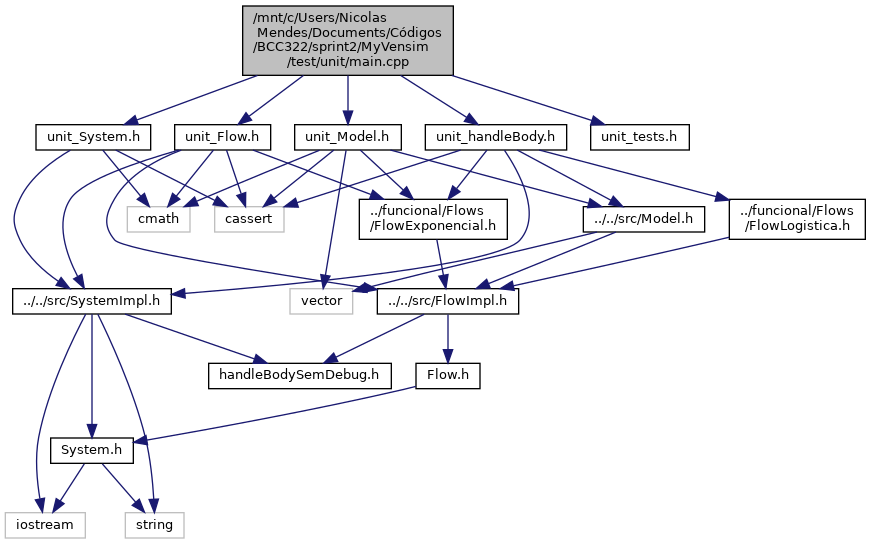 /mnt/c/Users/Nicolas
Mendes/Documents/Códigos
/BCC322/sprint2/MyVensim
/test/unit/main.cpp
unit_System.h
unit_Flow.h
unit_Model.h
unit_handleBody.h
unit_tests.h
cmath
cassert
../funcional/Flows
/FlowExponencial.h
../../src/Model.h
../funcional/Flows
/FlowLogistica.h
../../src/SystemImpl.h
vector
../../src/FlowImpl.h
handleBodySemDebug.h
Flow.h
System.h
iostream
string